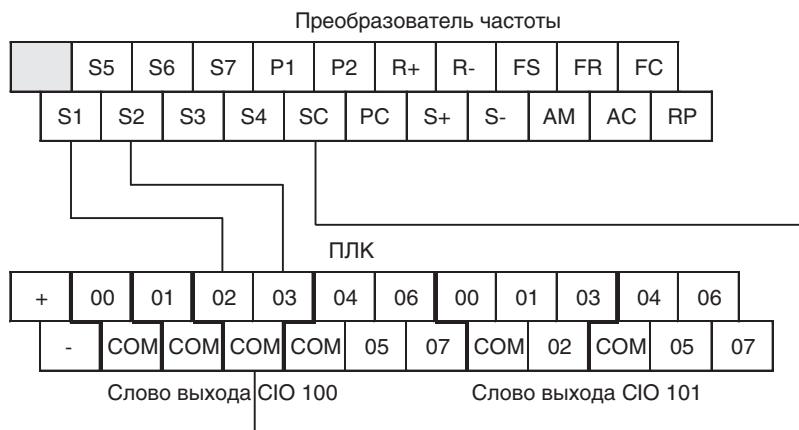 Преобразователь частоты
S5 S6 S7 P1 P2 R+ R- FS FR FC
S1 S2 S3 S4 SC PC S+ S- AM AC RP
ПЛК
+ 00 01 02 03 04 06 00 01 03 04 06
- COM COM COM COM 05 07 COM 02 COM 05 07
Слово выхода CIO 100 Слово выхода CIO 101